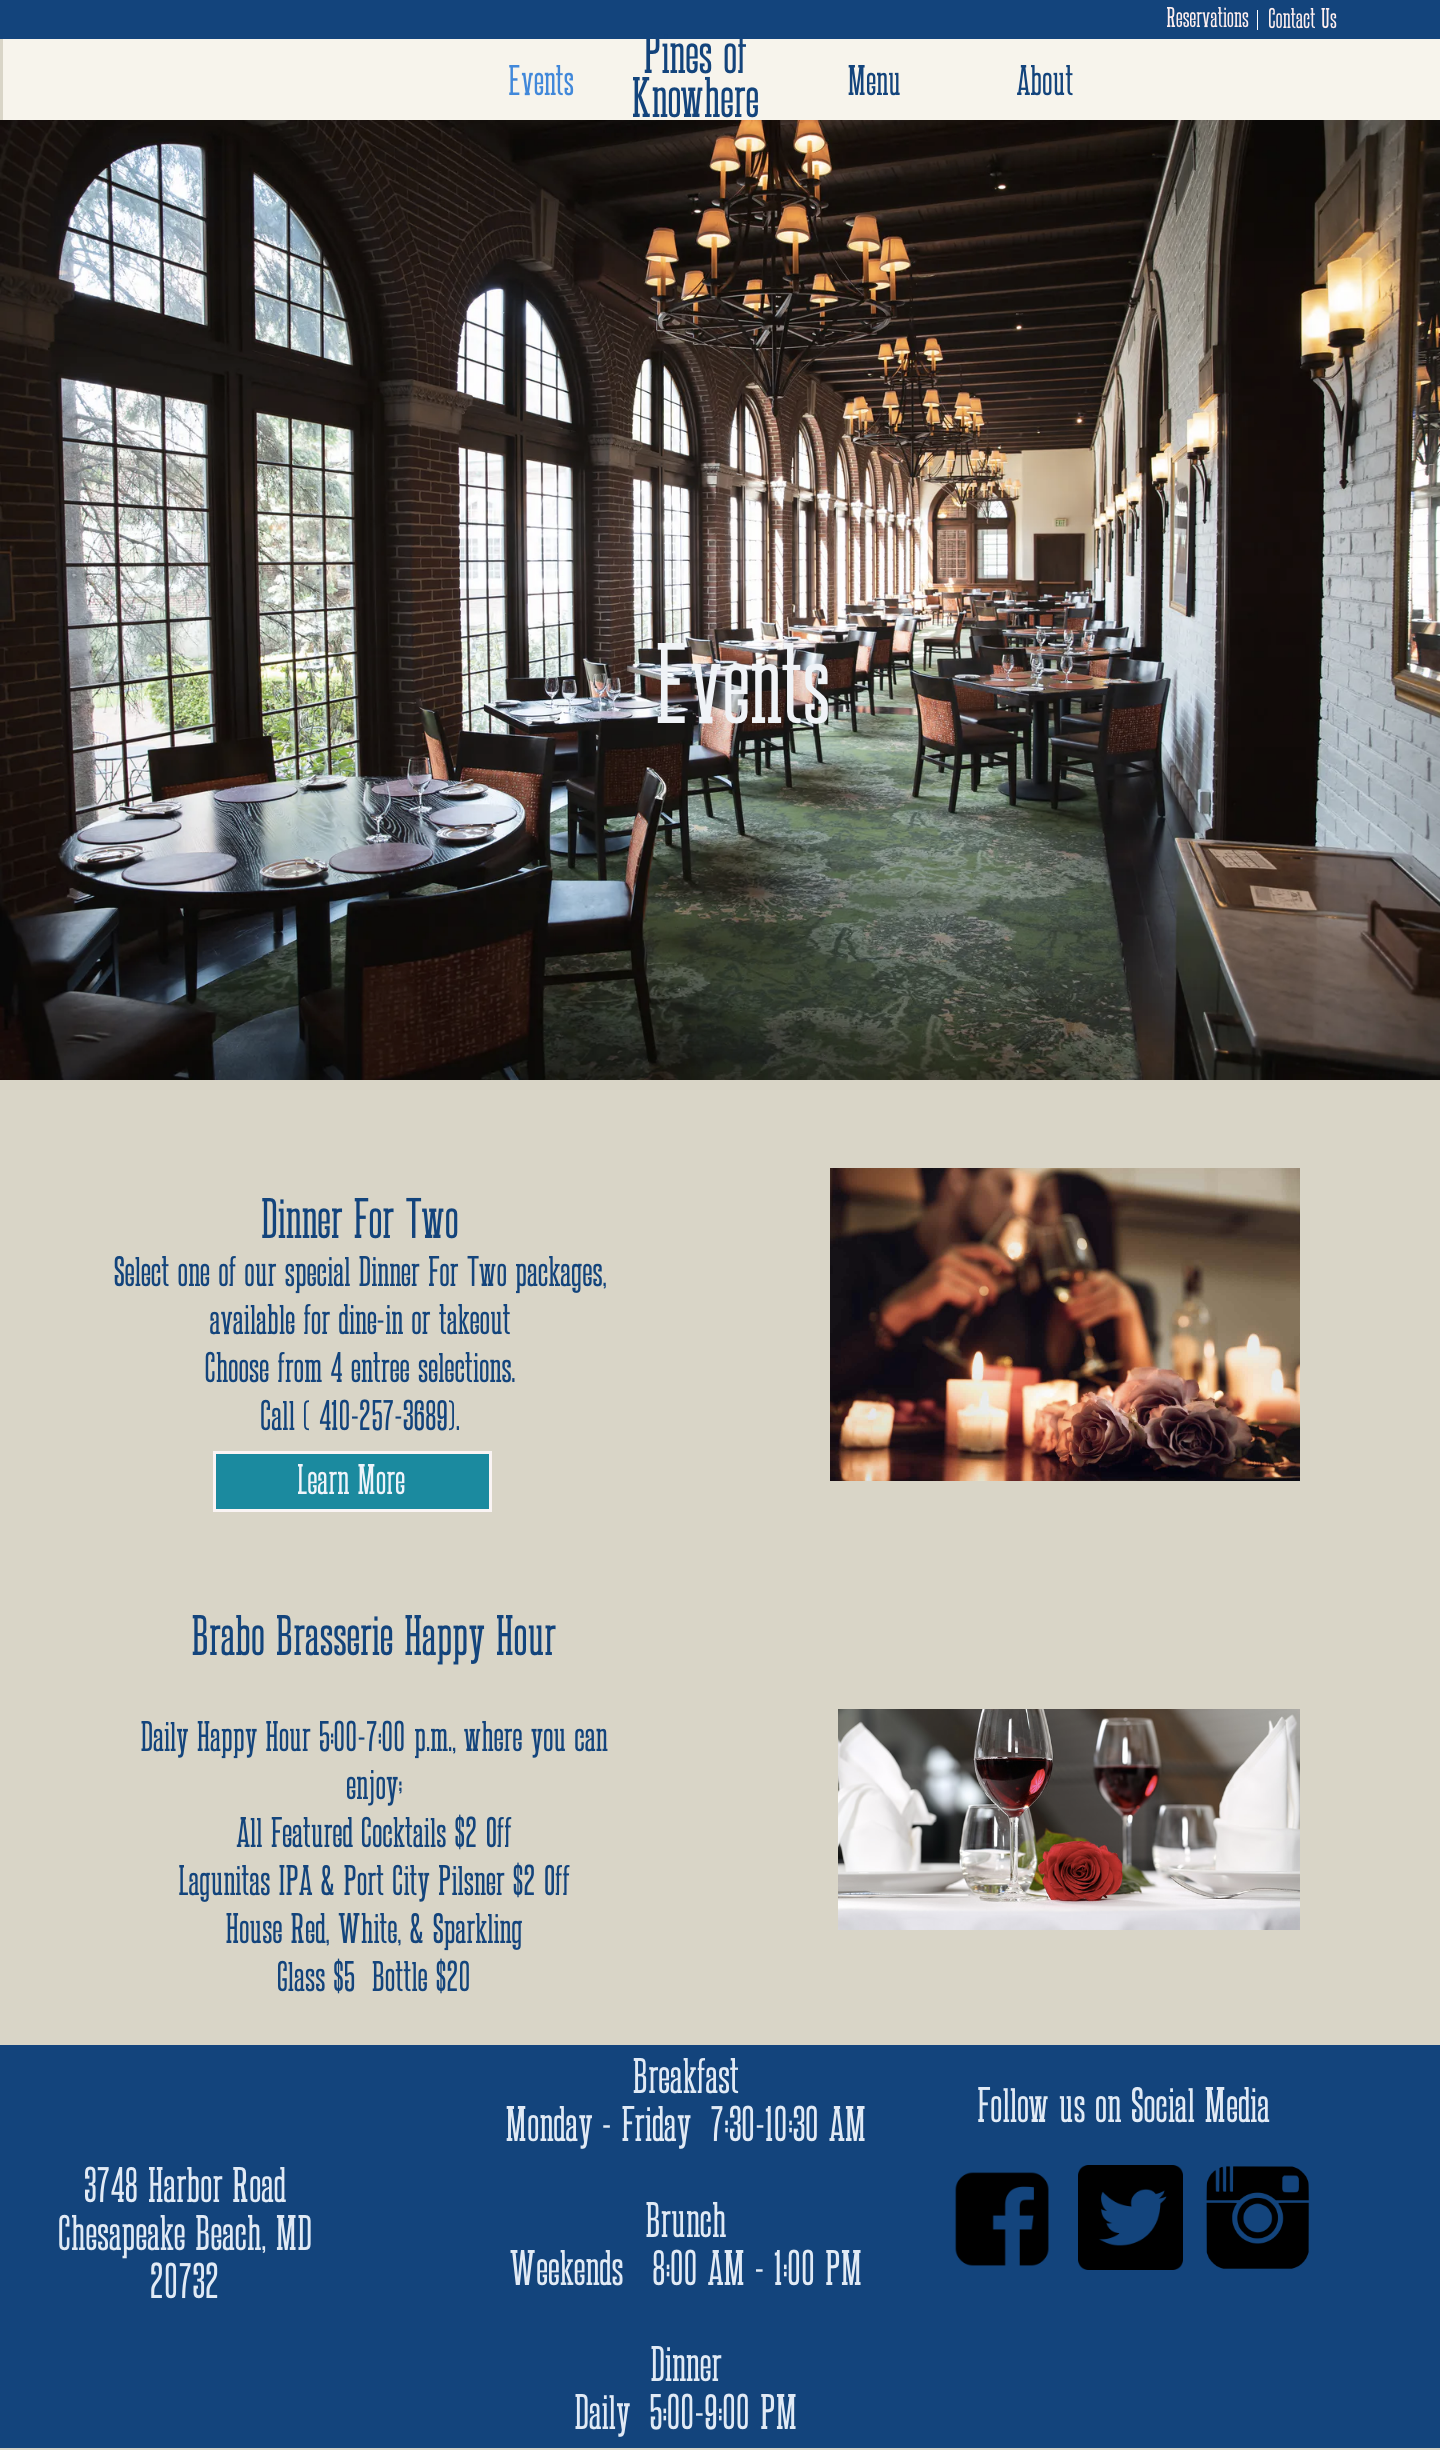 Reservations | Contact Us
Events
Pines of
Knowhere
Menu
About
Events
Dinner For Two
Select one of our special Dinner For Two packages,
available for dine-in or takeout
Choose from 4 entree selections.
Call ( 410-257-3689).
Learn More
Brabo Brasserie Happy Hour
Daily Happy Hour 5:00-7:00 p.m., where you can
enjoy:
All Featured Cocktails $2 Off
Lagunitas IPA & Port City Pilsner $2 Off
House Red, White, & Sparkling
Glass $5  Bottle $20
3748 Harbor Road
Chesapeake Beach, MD
20732
Breakfast
Monday - Friday  7:30-10:30 AM
Brunch
Weekends   8:00 AM - 1:00 PM
Dinner
Daily  5:00-9:00 PM
Follow us on Social Media